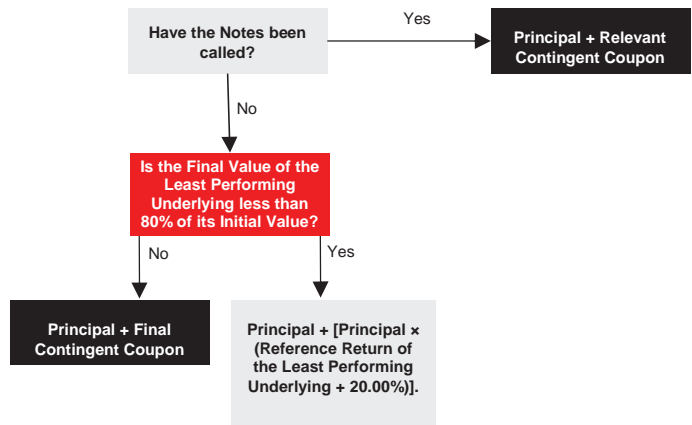 Have the Notes been
called?
Yes
Principal + Relevant
Contingent Coupon
No
Is the Final Value of the
Least Performing
Underlying less than
80% of its Initial Value?
No
Yes
Principal + Final
Contingent Coupon
Principal + [Principal ×
(Reference Return of
the Least Performing
Underlying + 20.00%)].